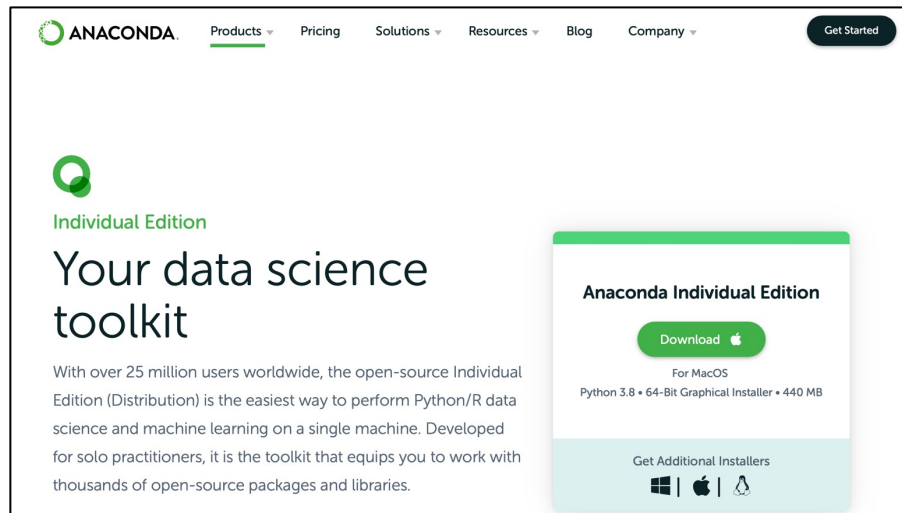 ANACONDA.
Products Pricing Solutions Resources Blog Company Get Started
Individual Edition
Your data science
toolkit
With over 25 million users worldwide, the open-source Individual
Edition (Distribution) is the easiest way to perform Python/R data
science and machine learning on a single machine. Developed
for solo practitioners, it is the toolkit that equips you to work with
thousands of open-source packages and libraries.
Anaconda Individual Edition
Download
For MacOS
Python 3.8 • 64-Bit Graphical Installer • 440 MB
Get Additional Installers
| |